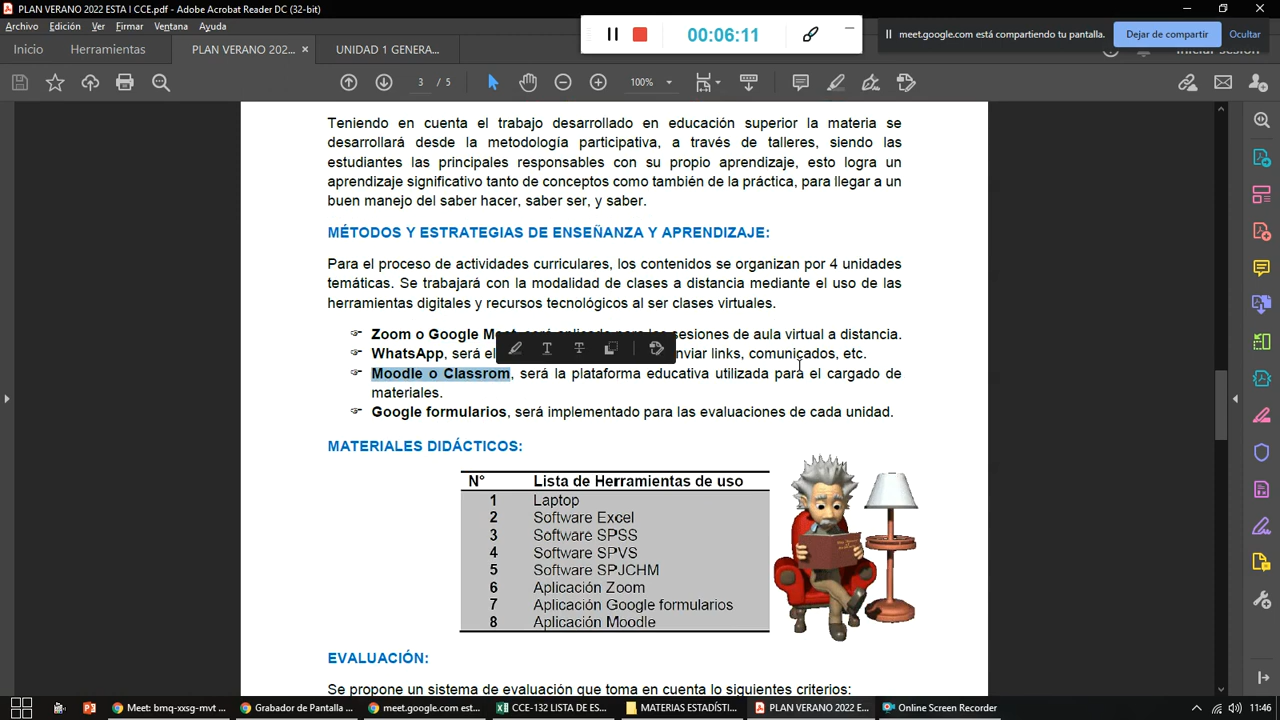 PLAN VERANO 2022 ESTA I CCE.pdf - Adobe Acrobat Reader DC (32-bit)
Archivo Edición Ver Firmar Ventana Ayuda
00:06:11
meet.google.com está compartiendo tu pantalla. Dejar de compartir Ocultar
Inicio Herramientas PLAN VERANO 202... × UNIDAD 1 GENERA...
3 / 5 100%
Teniendo en cuenta el trabajo desarrollado en educación superior la materia se
desarrollará desde la metodología participativa, a través de talleres, siendo los
estudiantes las principales responsables con su propio aprendizaje, esto logra un
aprendizaje significativo tanto de conceptos como también de la práctica, para llegar a un
buen manejo del saber hacer, saber ser, y saber.
MÉTODOS Y ESTRATEGIAS DE ENSEÑANZA Y APRENDIZAJE:
Para el proceso de actividades curriculares, los contenidos se organizan por 4 unidades
temáticas. Se trabajará con la modalidad de clases a distancia mediante el uso de las
herramientas digitales y recursos tecnológicos al ser clases virtuales.
Zoom o Google Meet, será aplicado para las sesiones de aula virtual a distancia.
WhatsApp, será el enviar links, comunicados, etc.
Moodle o Classrom, será la plataforma educativa utilizada para el cargado de
materiales.
Google formularios, será implementado para las evaluaciones de cada unidad.
MATERIALES DIDÁCTICOS:
N° Lista de Herramientas de uso
1 Laptop
2 Software Excel
3 Software SPSS
4 Software SPVS
5 Software SPJCHM
6 Aplicación Zoom
7 Aplicación Google formularios
8 Aplicación Moodle
EVALUACIÓN:
Se propone un sistema de evaluación que toma en cuenta lo siguientes criterios:
Meet: bmq-xxsg-mvt ... Grabador de Pantalla ... meet.google.com est... CCE-132 LISTA DE ES... MATERIAS ESTADÍSTI... PLAN VERANO 2022 E... Online Screen Recorder 11:46